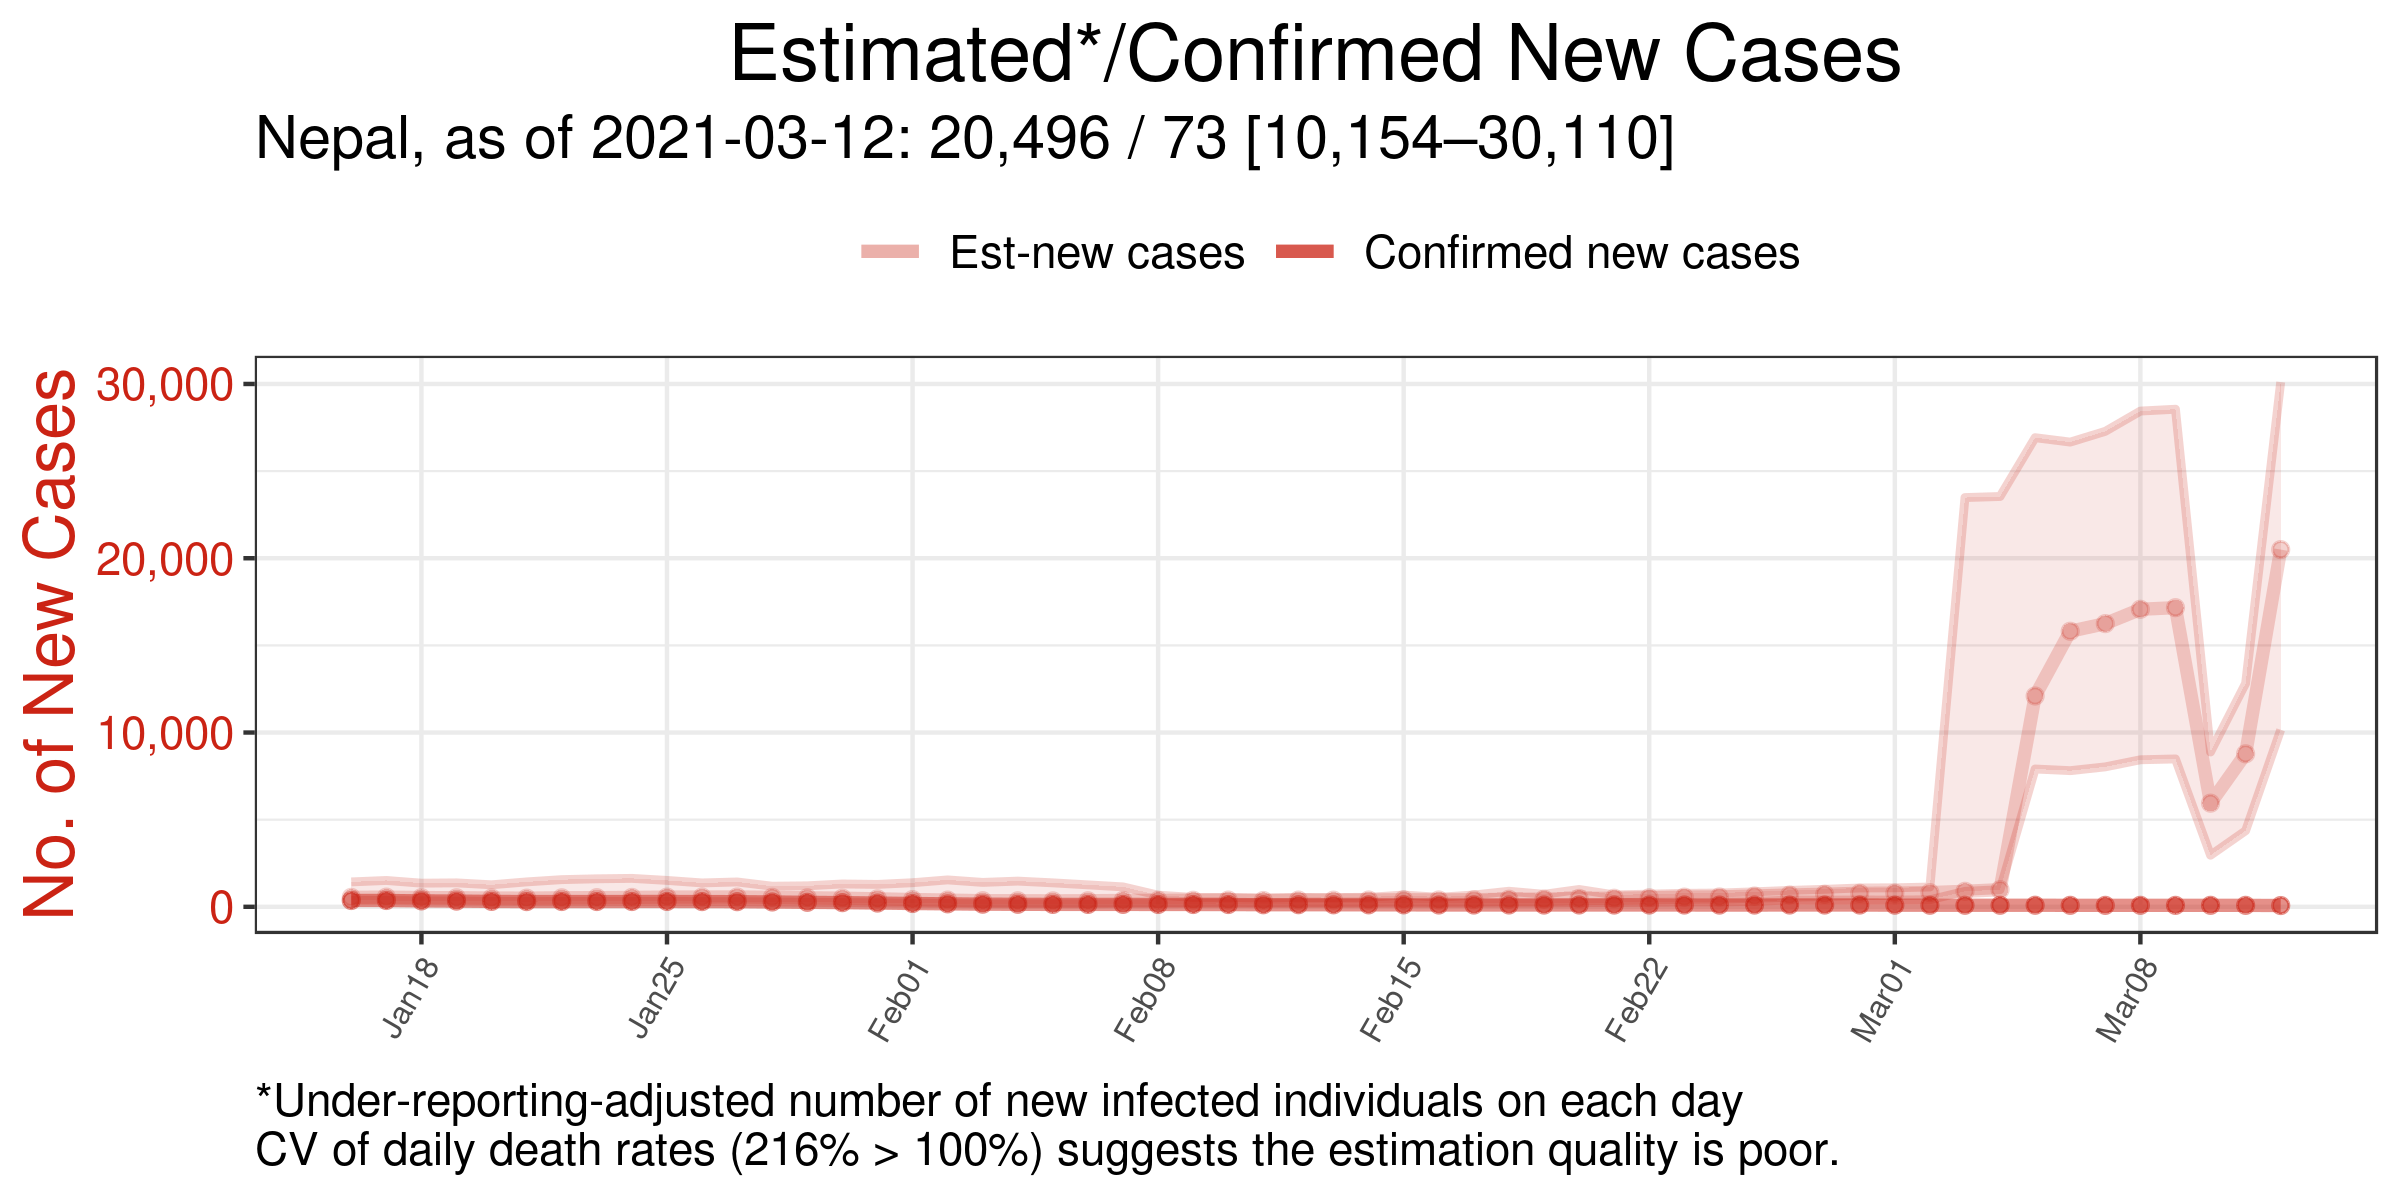 Estimated*/Confirmed New Cases
Nepal, as of 2021-03-12: 20,496 / 73 [10,154–30,110]
Est-new cases
Confirmed new cases
No. of New Cases
30,000
20,000
10,000
0
Jan18
Jan25
Feb01
Feb08
Feb15
Feb22
Mar01
Mar08
*Under-reporting-adjusted number of new infected individuals on each day
CV of daily death rates (216% > 100%) suggests the estimation quality is poor.